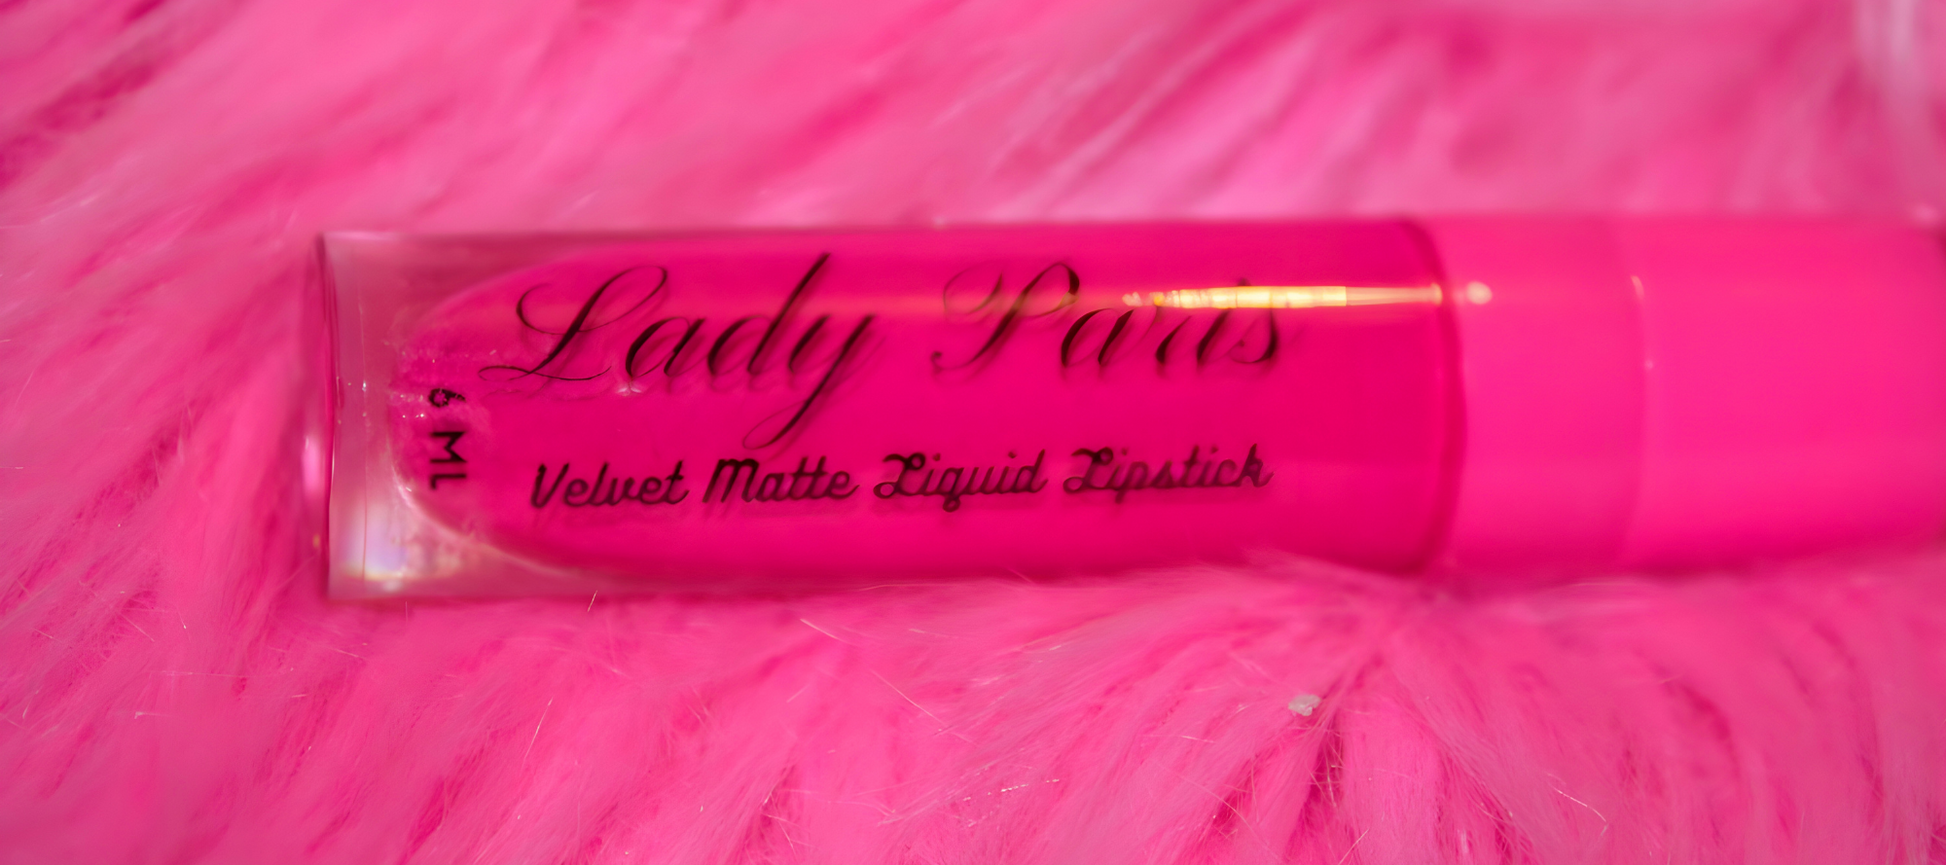 Lady Paris
Velvet Matte Liquid Lipstick
6 ML